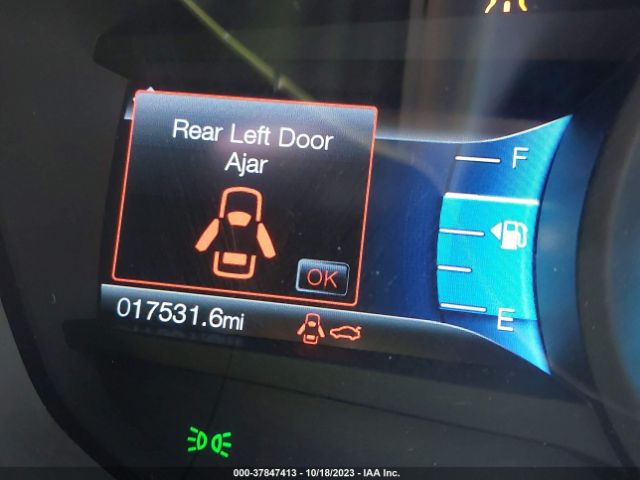 Rear Left Door
Ajar
OK
F
E
017531.6mi
000-37847413 - 10/18/2023 - IAA Inc.